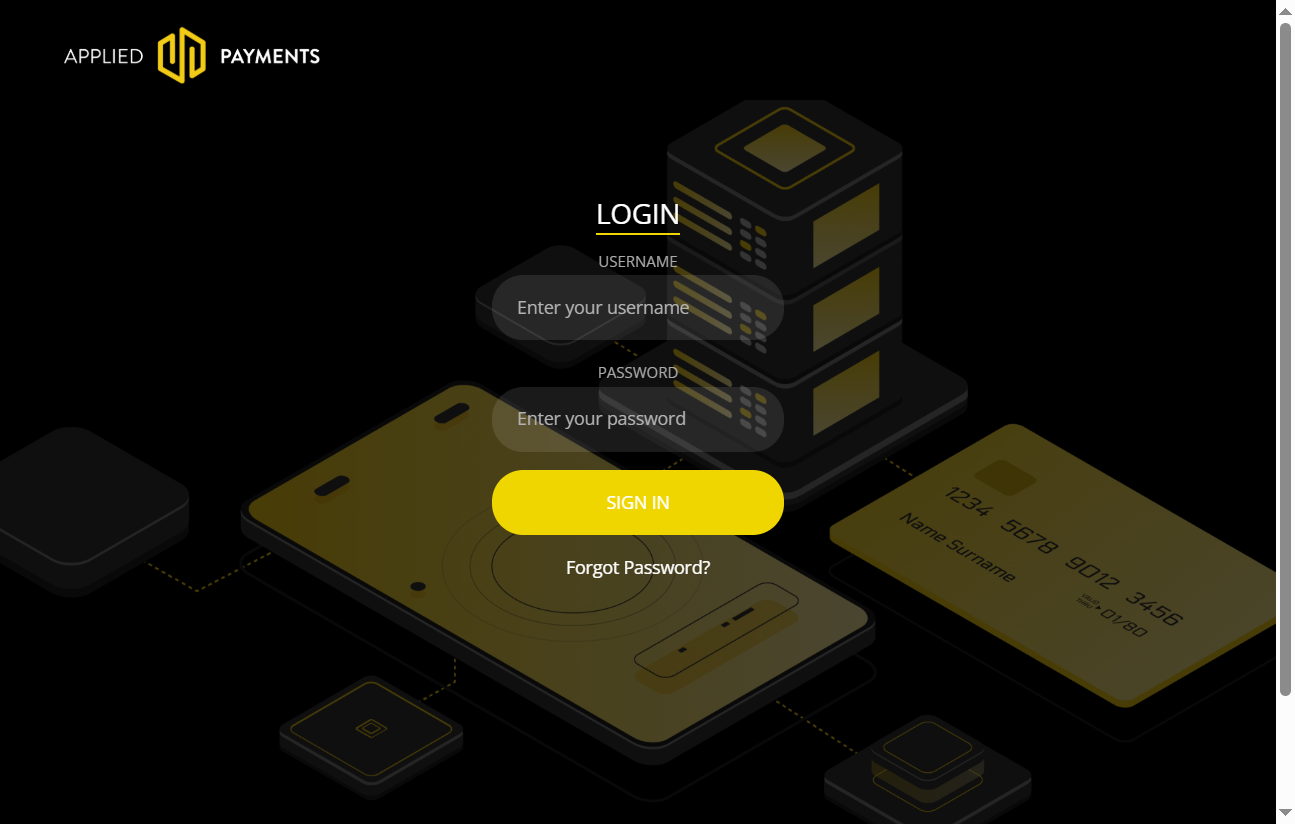 APPLIED PAYMENTS
LOGIN
USERNAME
Enter your username
PASSWORD
Enter your password
SIGN IN
Forgot Password?
1234 5678 9012 3456
Name Surname
VALID THRU 01/80